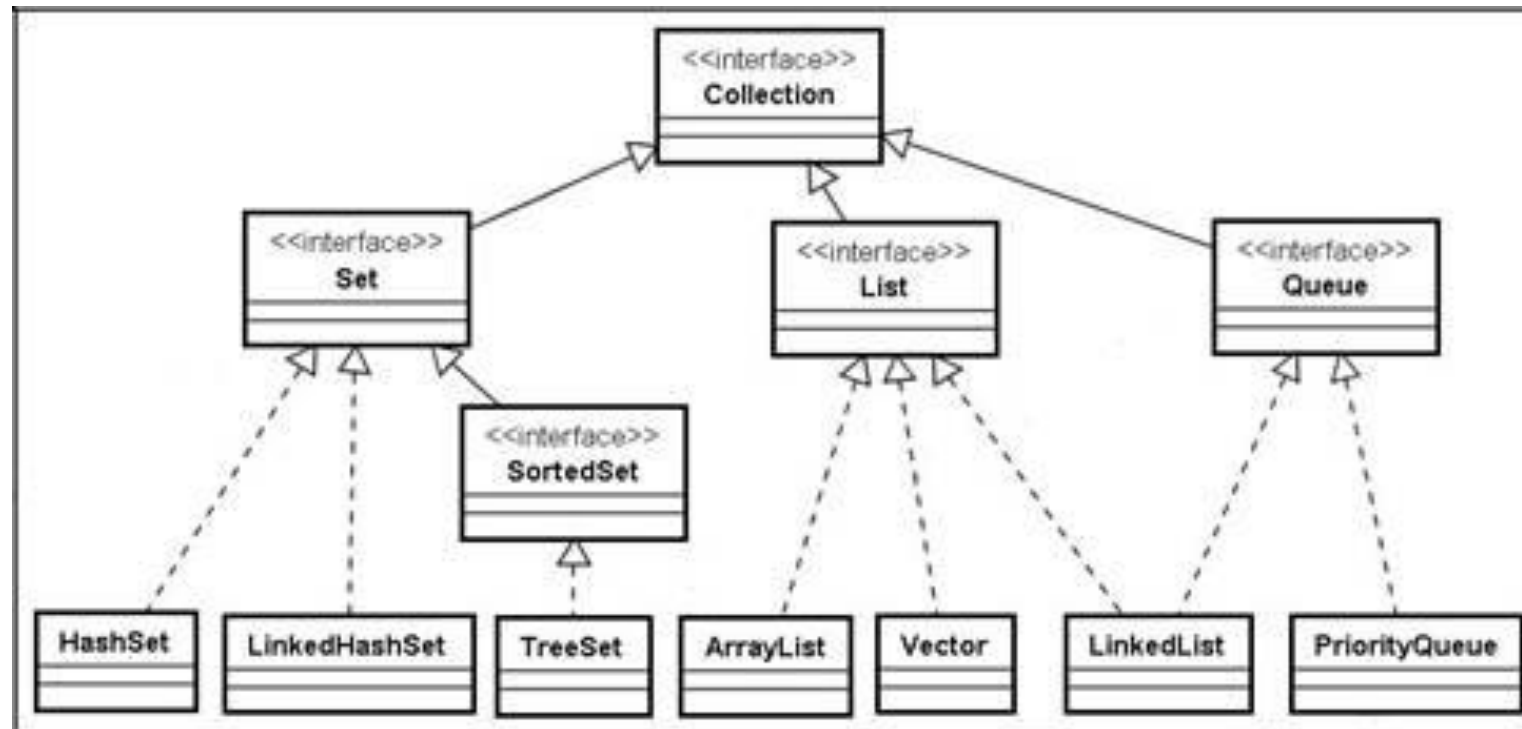 <<interface>>
Collection
<<interface>>
Set
<<interface>>
List
<<interface>>
Queue
<<interface>>
SortedSet
HashSet
LinkedHashSet
TreeSet
ArrayList
Vector
LinkedList
PriorityQueue